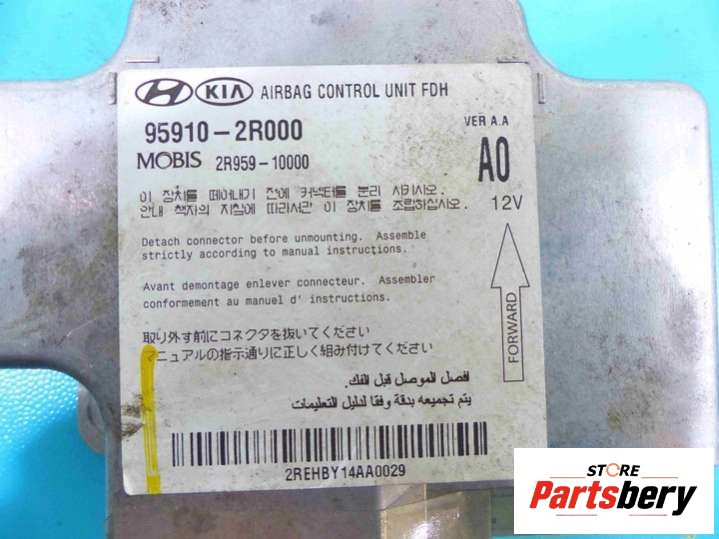 KIA AIRBAG CONTROL UNIT FDH
95910-2R000
VER A.A
MOBIS 2R959-10000
A0
이 장치를 떼어내기 전에 커넥터를 분리 시키시오.
안내 책자의 지침에 따라서만 이 장치를 조립하십시오.
12V
Detach connector before unmounting. Assemble
strictly according to manual instructions.
Avant demontage enlever connecteur. Assembler
conformement au manuel d' instructions.
FORWARD
取り外す前にコネクタを抜いてください
マニュアルの指示通りに正しく組み付けてください
افصل الموصل قبل الفك.
يتم تجميعه بدقة وفقا لدليل التعليمات
2REHBY14AA0029
STORE
Partsbery